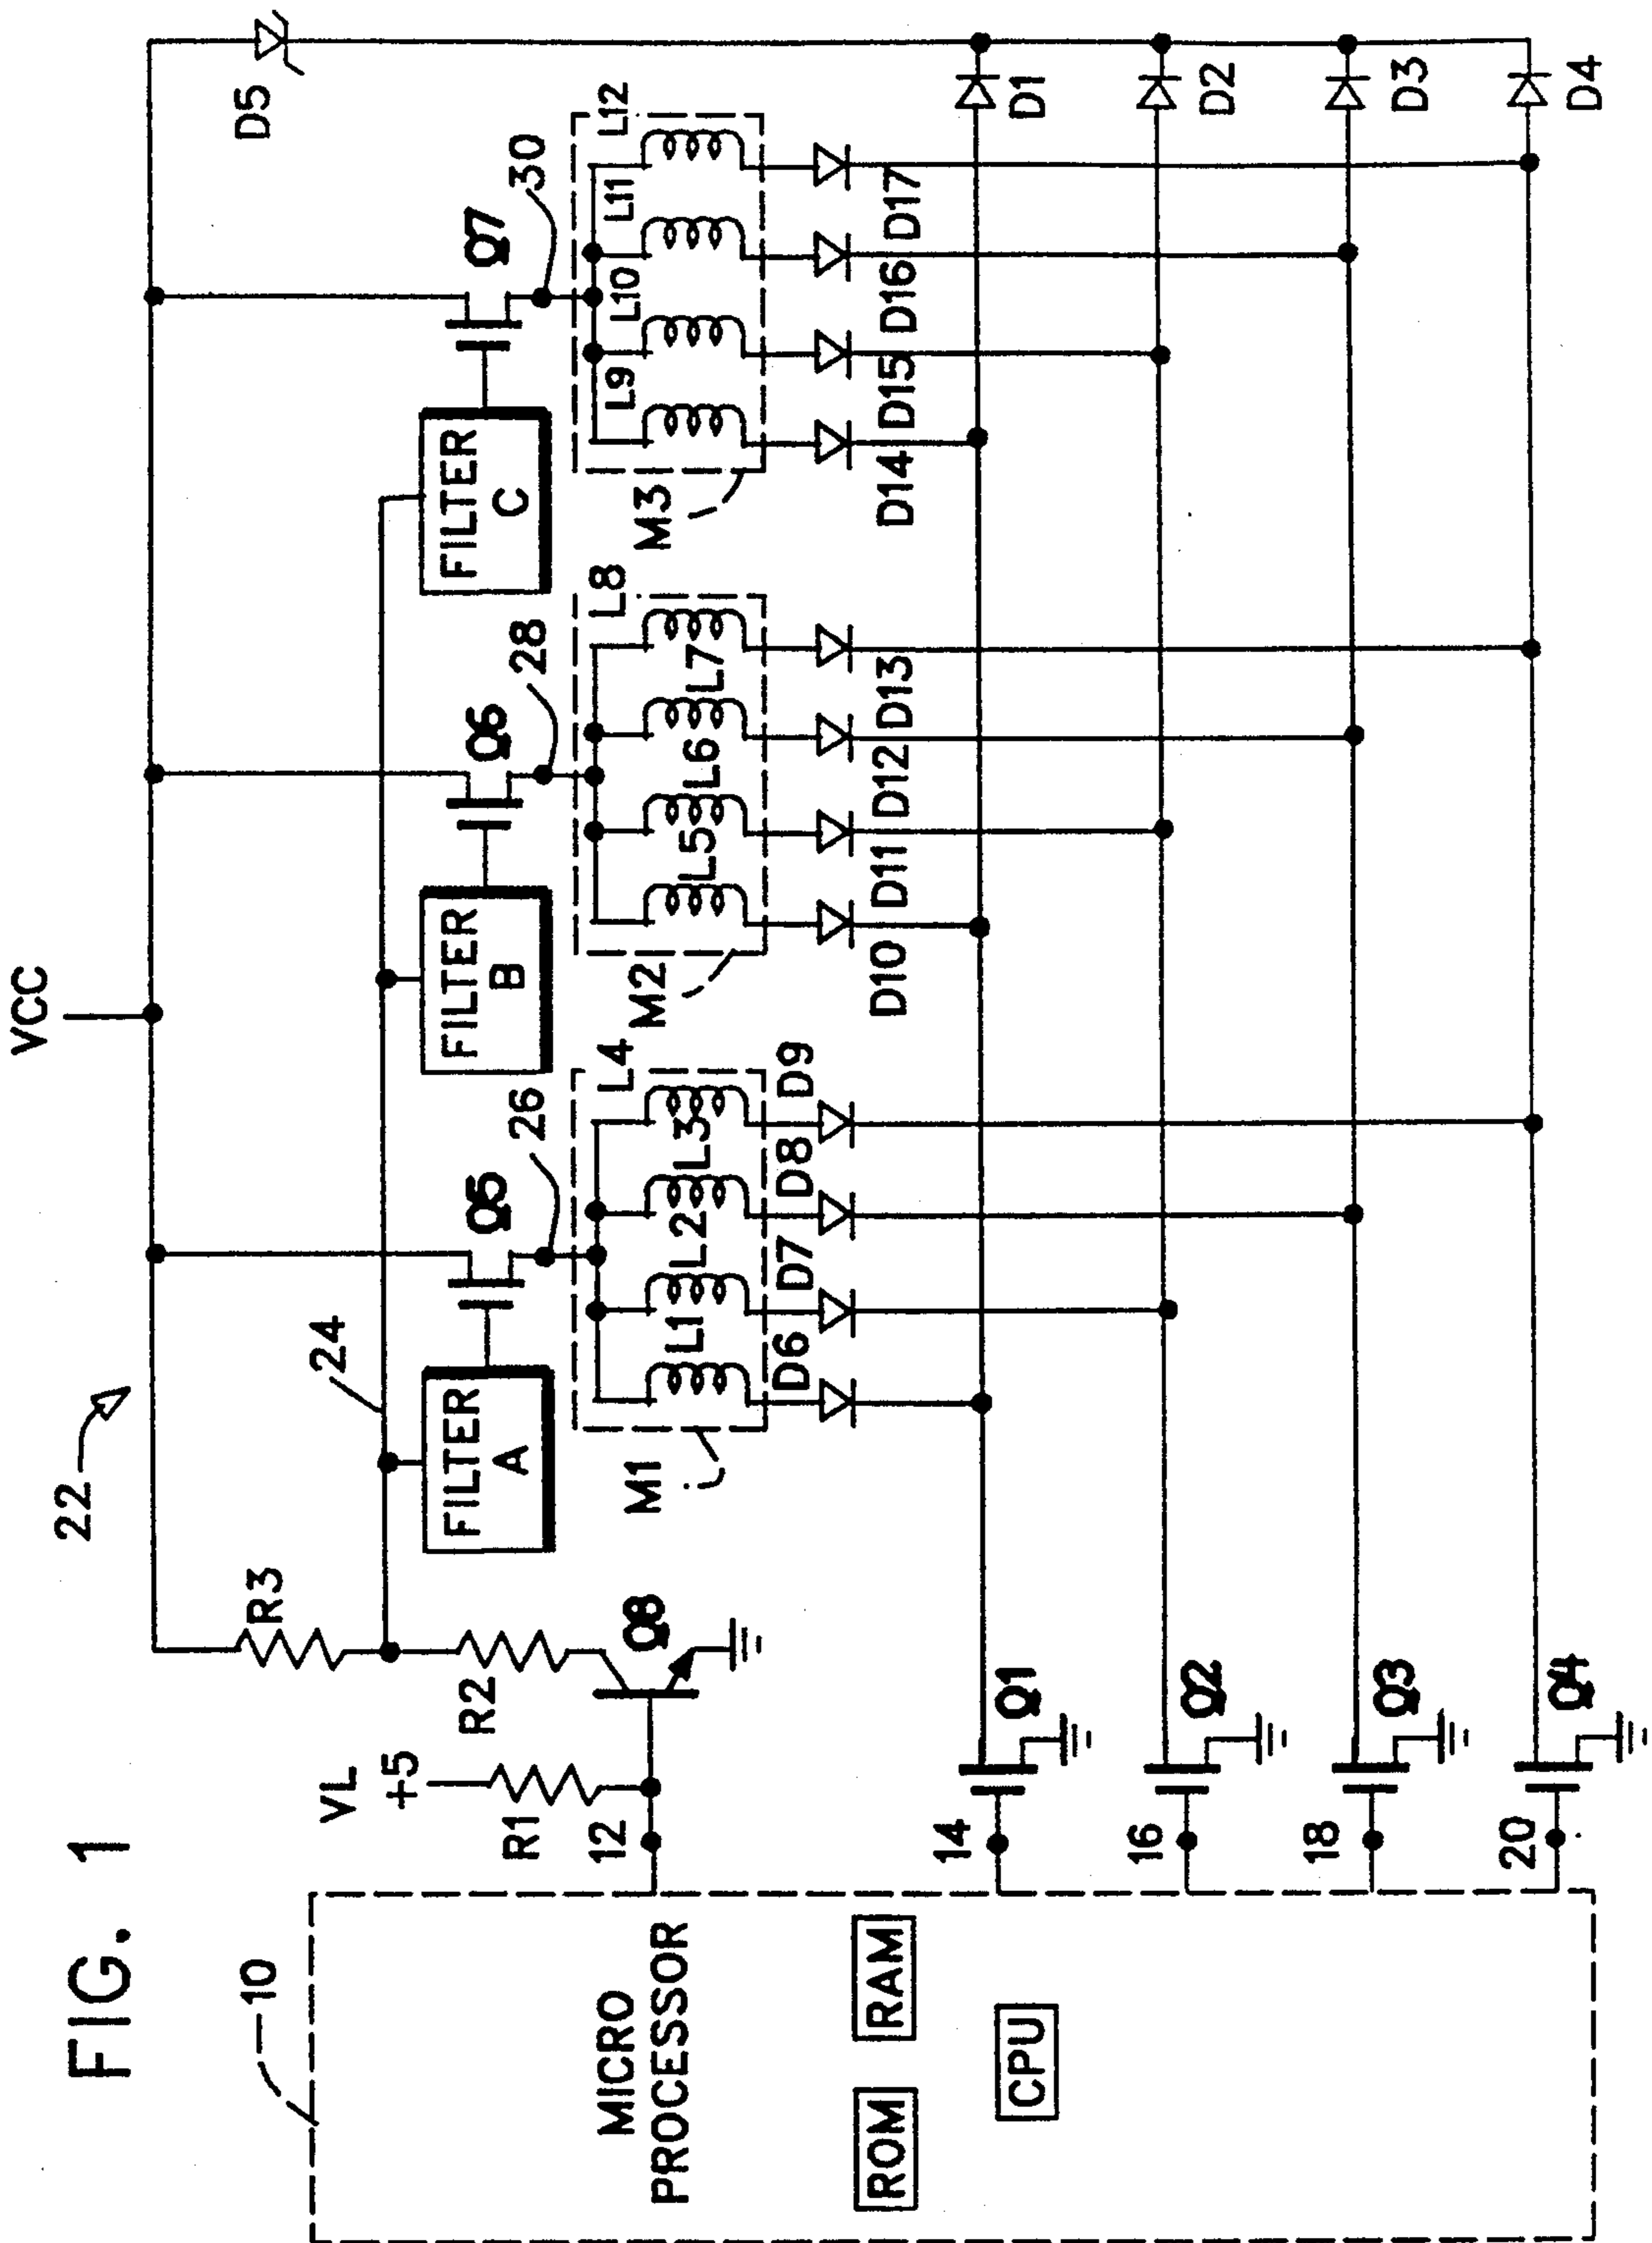 FIG. 1
22
VCC
10
MICRO
PROCESSOR
ROM
RAM
CPU
VL
+5
R1
12
R2
R3
Q8
24
FILTER
A
FILTER
B
FILTER
C
Q5
26
Q6
28
Q7
30
D5
M1
L1
L2
L3
L4
M2
L5
L6
L7
L8
M3
L9
L10
L11
L12
D6
D7
D8
D9
D10
D11
D12
D13
D14
D15
D16
D17
14
Q1
D1
16
Q2
D2
18
Q3
D3
20
Q4
D4